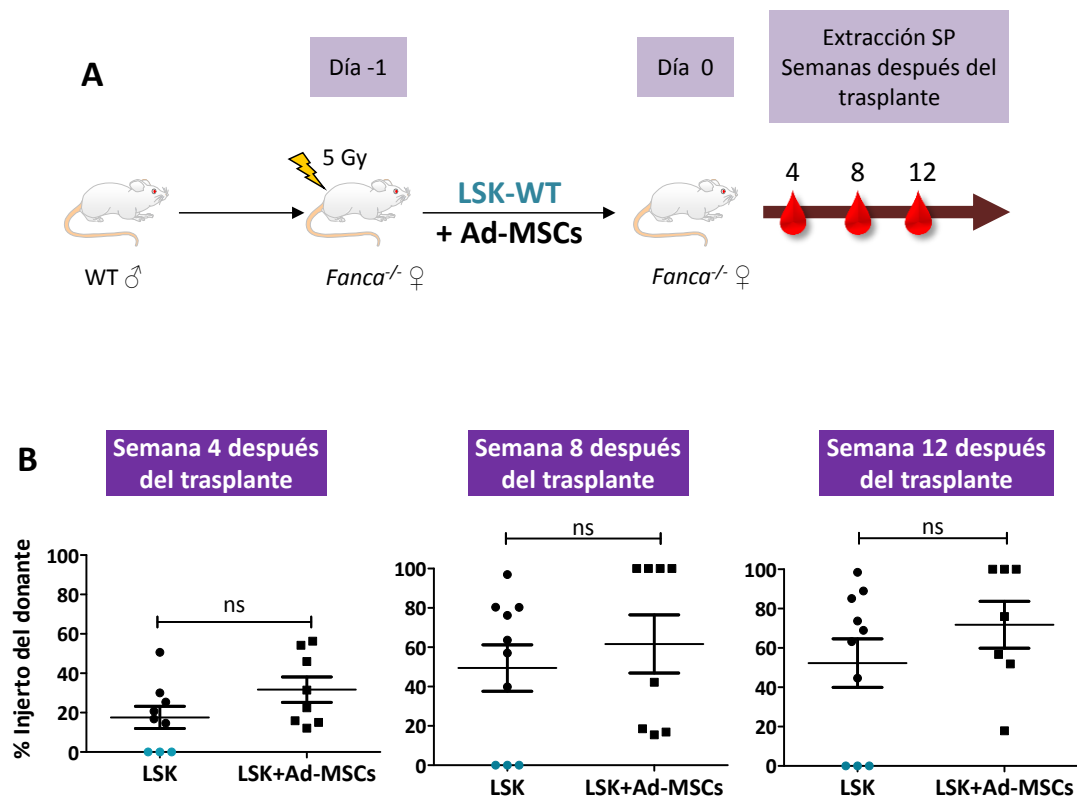 A
Día -1
Día 0
Extracción SP
Semanas después del
trasplante
5 Gy
LSK-WT
+ Ad-MSCs
4 8 12
WT ♂
Fanca-/- ♀
Fanca-/- ♀
B
Semana 4 después
del trasplante
Semana 8 después
del trasplante
Semana 12 después
del trasplante
% Injerto del donante
100
80
60
40
20
0
ns
LSK LSK+Ad-MSCs
100
80
60
40
20
0
ns
LSK LSK+Ad-MSCs
100
80
60
40
20
0
ns
LSK LSK+Ad-MSCs